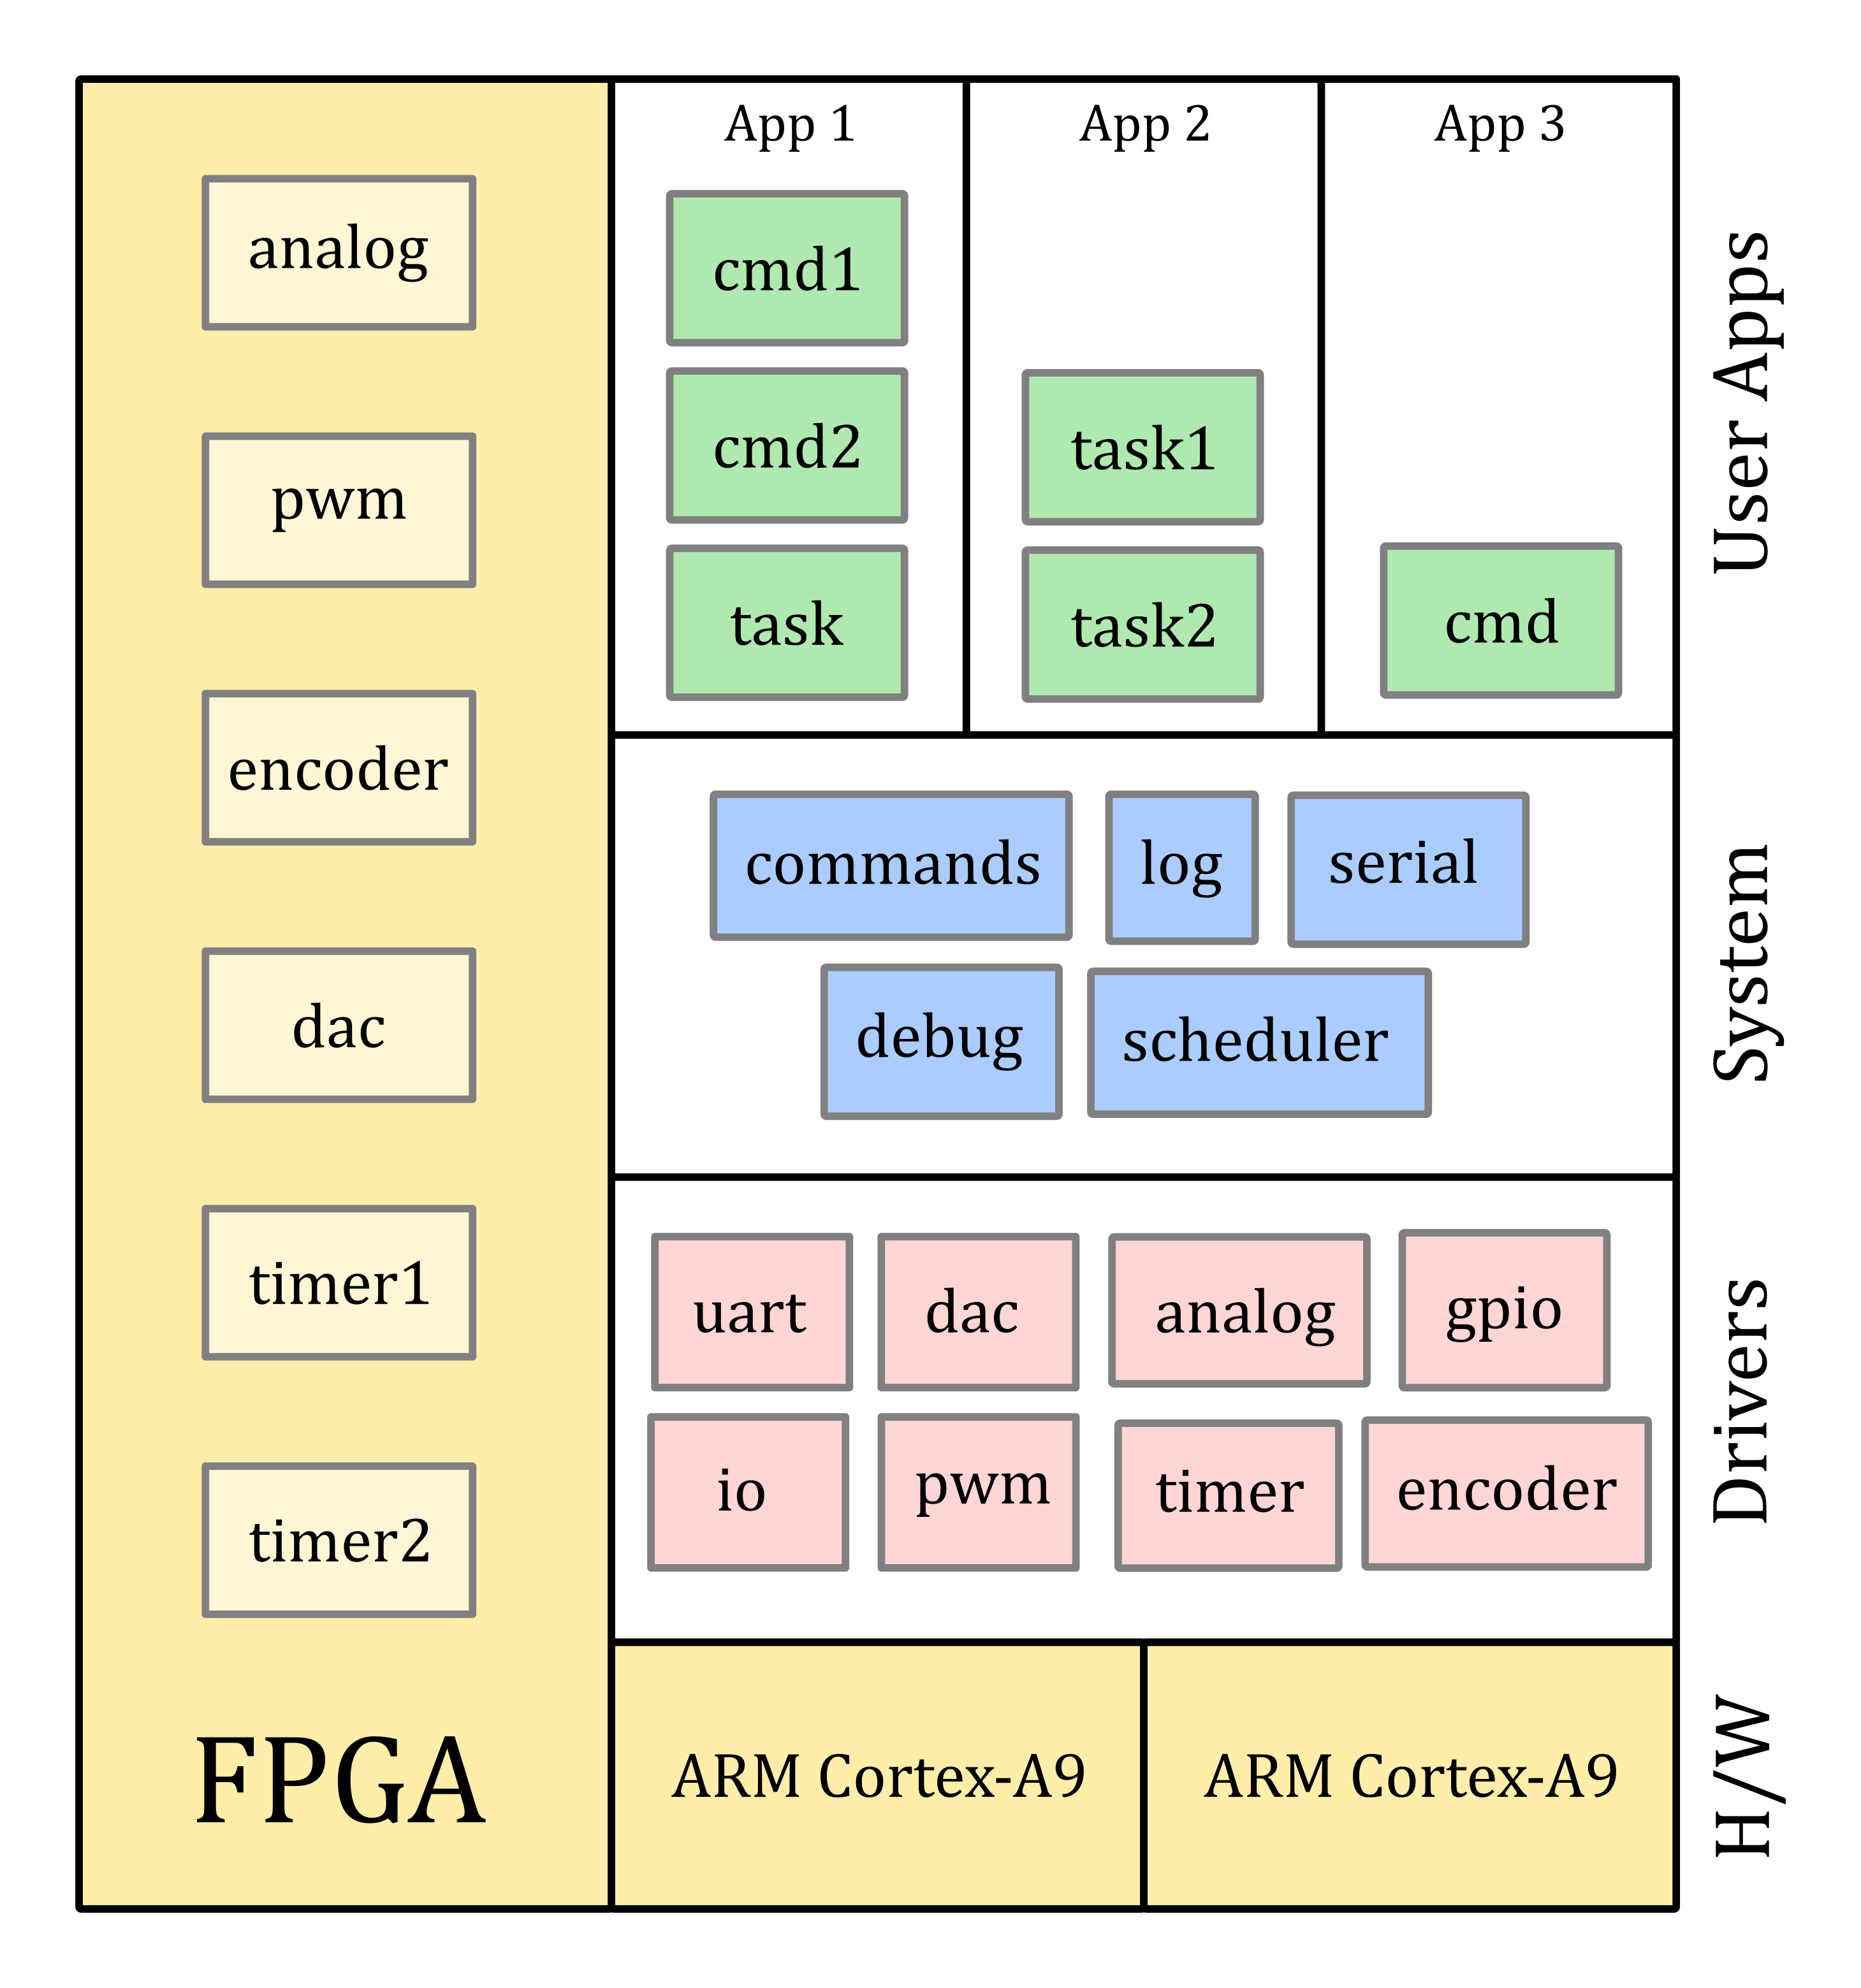 analog
pwm
encoder
dac
timer1
timer2
FPGA
App 1
cmd1
cmd2
task
App 2
task1
task2
App 3
cmd
User Apps
commands
log
serial
debug
scheduler
System
uart
dac
analog
gpio
io
pwm
timer
encoder
Drivers
ARM Cortex-A9
ARM Cortex-A9
H/W